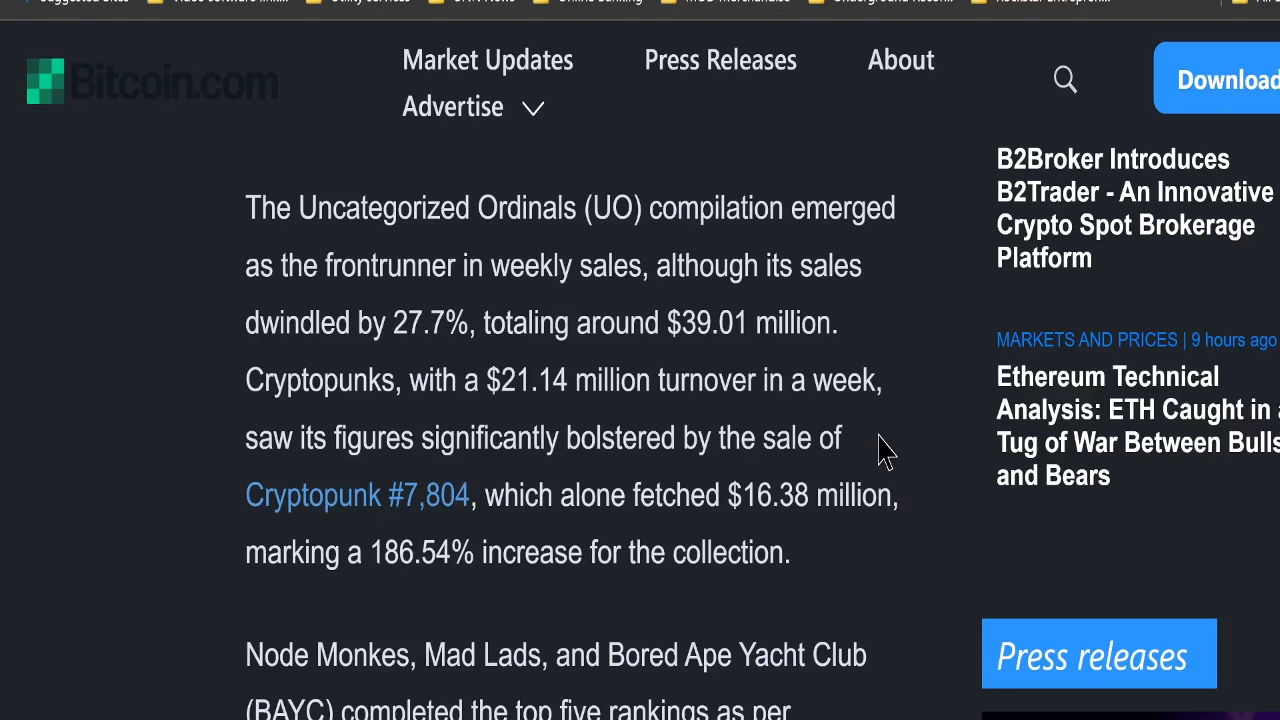 Bitcoin.com
Market Updates
Press Releases
About
Advertise
Download
The Uncategorized Ordinals (UO) compilation emerged
as the frontrunner in weekly sales, although its sales
dwindled by 27.7%, totaling around $39.01 million.
Cryptopunks, with a $21.14 million turnover in a week,
saw its figures significantly bolstered by the sale of
Cryptopunk #7,804, which alone fetched $16.38 million,
marking a 186.54% increase for the collection.
Node Monkes, Mad Lads, and Bored Ape Yacht Club
(BAYC) completed the top five rankings as per
B2Broker Introduces
B2Trader - An Innovative
Crypto Spot Brokerage
Platform
MARKETS AND PRICES | 9 hours ago
Ethereum Technical
Analysis: ETH Caught in a
Tug of War Between Bulls
and Bears
Press releases